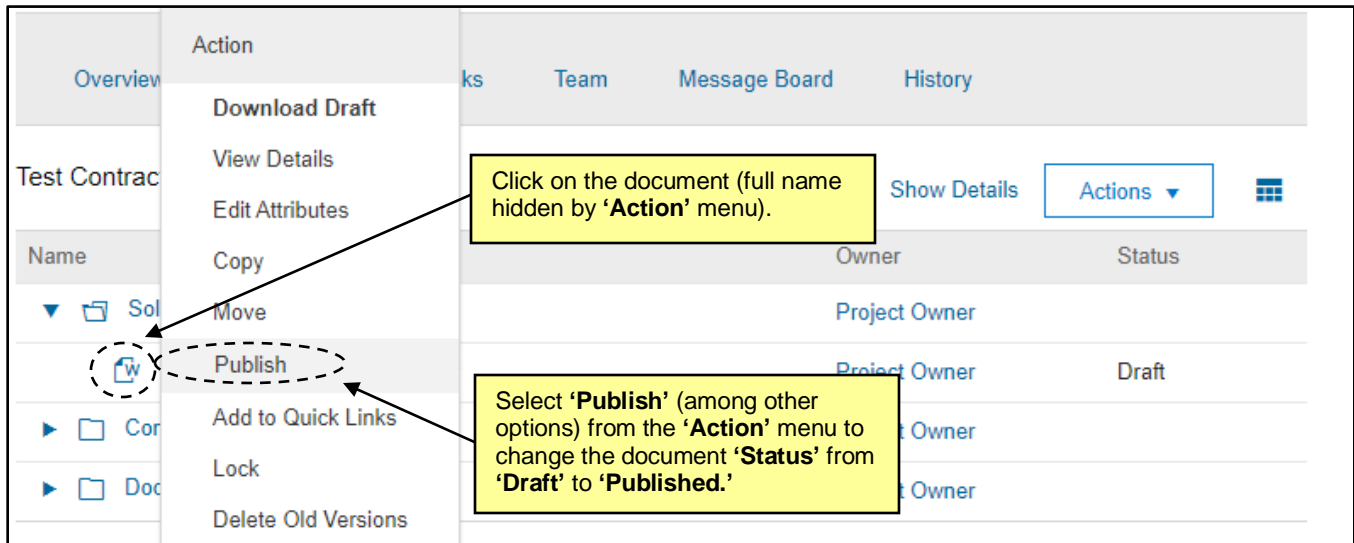 Action
Overview
ks Team Message Board History
Download Draft
View Details
Test Contrac
Click on the document (full name
hidden by ‘Action’ menu).
Show Details Actions
Edit Attributes
Name Owner Status
Copy
Sol Project Owner
Move
W Project Owner Draft
Publish
Select ‘Publish’ (among other
options) from the ‘Action’ menu to
change the document ‘Status’ from
‘Draft’ to ‘Published.’
Add to Quick Links
Cor t Owner
Lock
Doc t Owner
Delete Old Versions